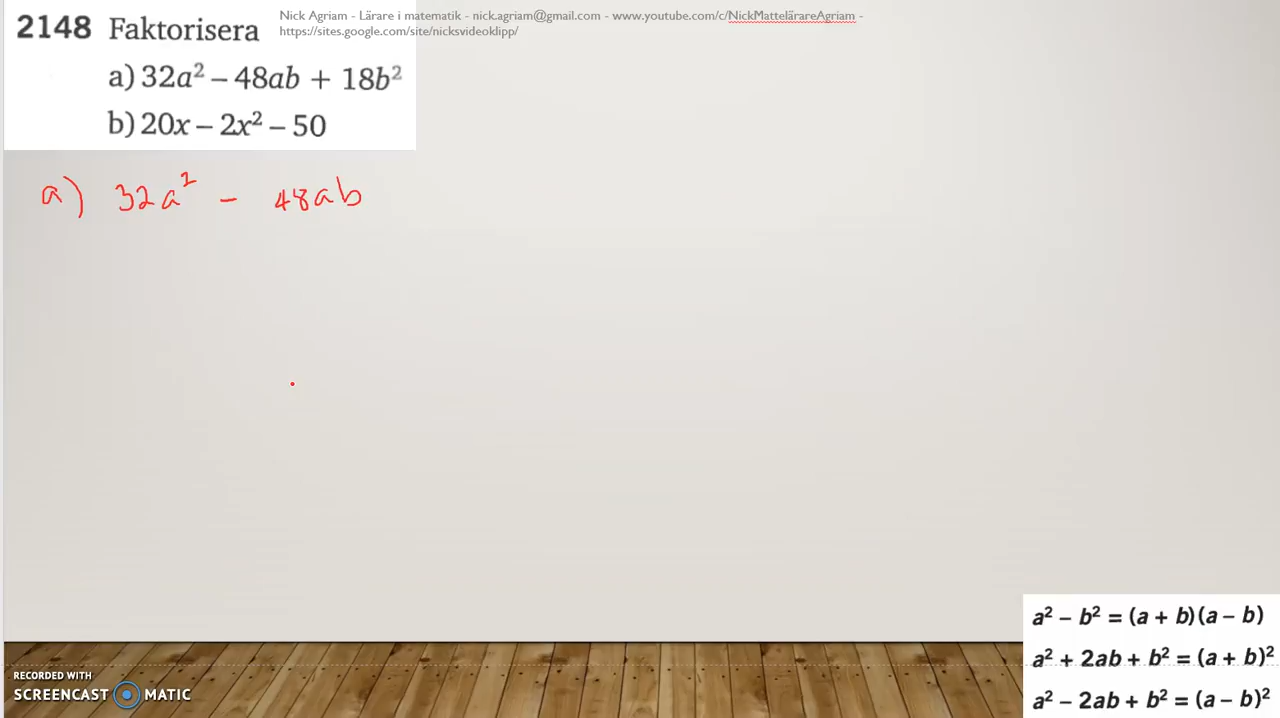 2148 Faktorisera
Nick Agriam - Lärare i matematik - nick.agriam@gmail.com - www.youtube.com/c/NickMattelärareAgriam -
https://sites.google.com/site/nicksvideoklipp/
a) 32a² – 48ab + 18b²
b) 20x – 2x² – 50
a) 32a² - 48ab
a² – b² = (a + b)(a – b)
a² + 2ab + b² = (a + b)²
a² – 2ab + b² = (a – b)²
RECORDED WITH
SCREENCAST MATIC